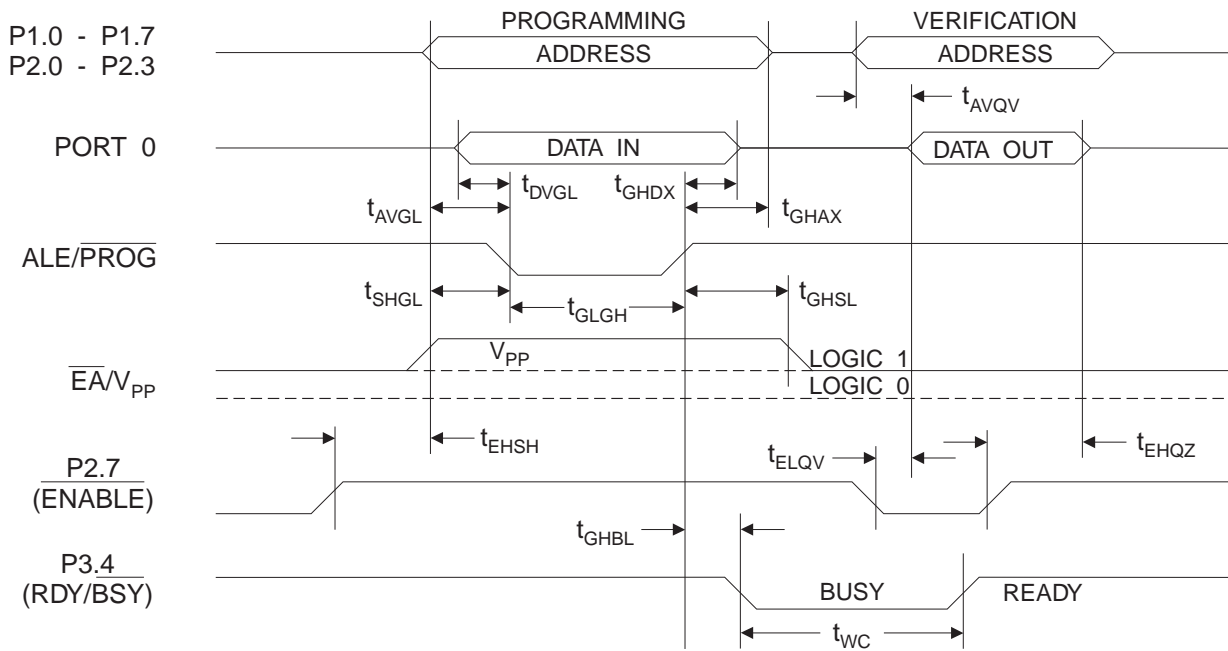 PROGRAMMING
VERIFICATION
P1.0 - P1.7
P2.0 - P2.3
ADDRESS
ADDRESS
tAVQV
PORT 0
DATA IN
DATA OUT
tDVGL
tGHDX
tAVGL
tGHAX
ALE/PROG
tSHGL
tGLGH
tGHSL
VPP
LOGIC 1
EA/VPP
LOGIC 0
tEHSH
tELQV
tEHQZ
P2.7
(ENABLE)
tGHBL
P3.4
(RDY/BSY)
BUSY
READY
tWC